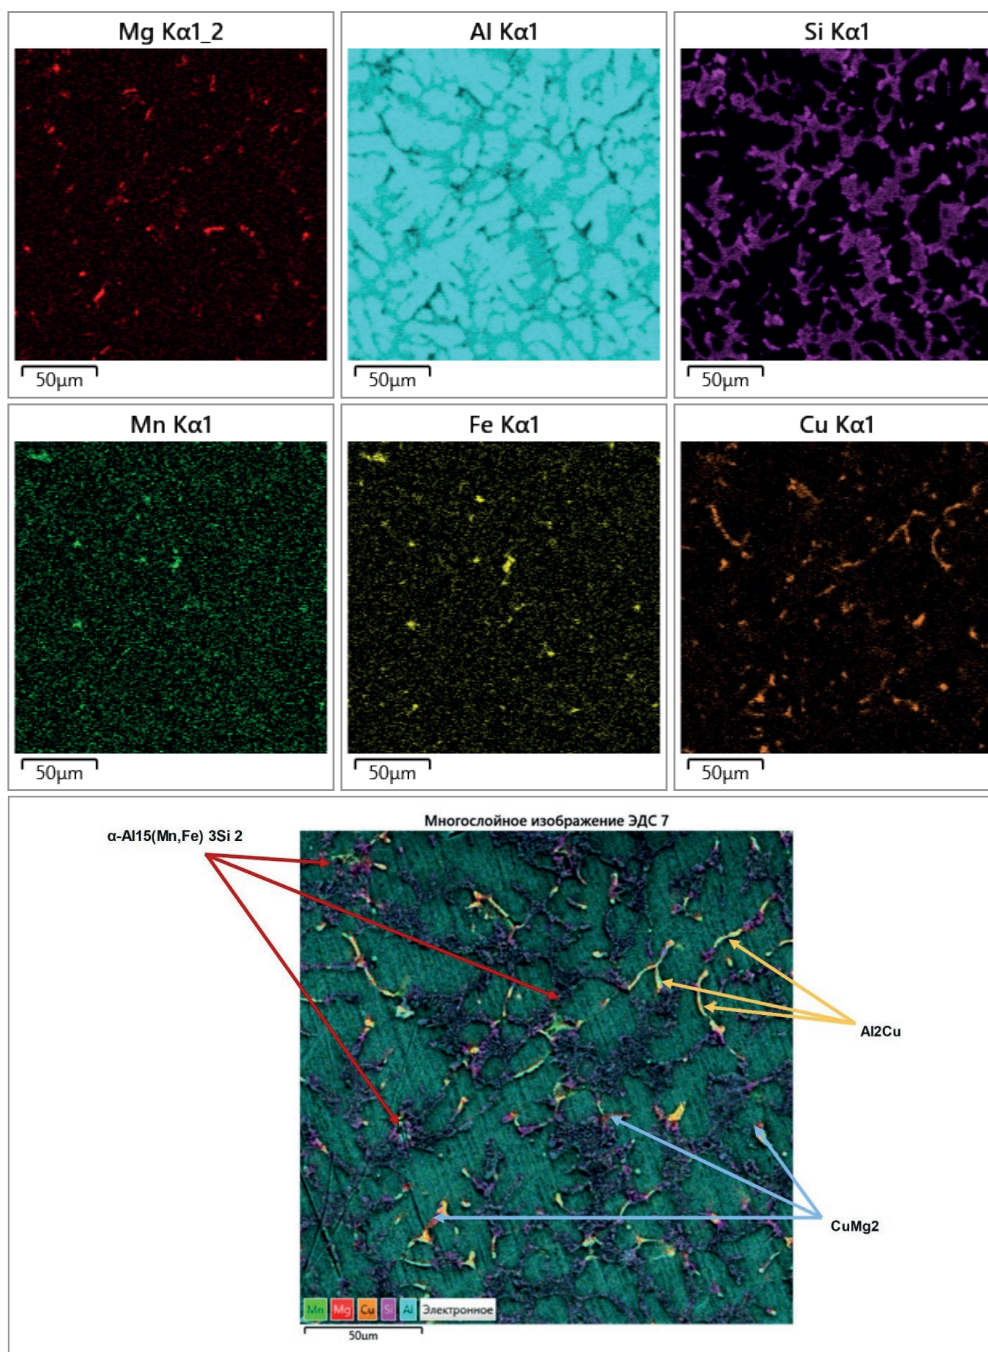 Mg Kα1_2
Al Kα1
Si Kα1
50µm
50µm
50µm
Mn Kα1
Fe Kα1
Cu Kα1
50µm
50µm
50µm
Многослойное изображение ЭДС 7
α-Al15(Mn,Fe) 3Si 2
Al2Cu
CuMg2
Mn Mg Cu Si Al Электронное
50µm